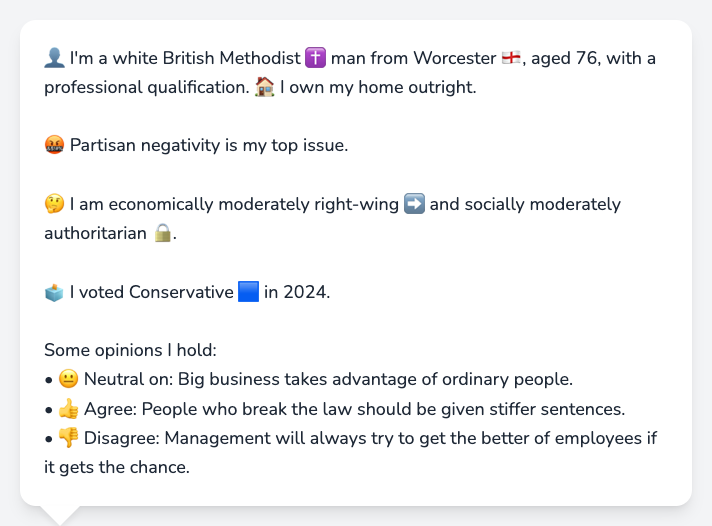 👤 I'm a white British Methodist ✝️ man from Worcester 🏴󠁧󠁢󠁥󠁮󠁧󠁿, aged 76, with a
professional qualification. 🏠 I own my home outright.
🤬 Partisan negativity is my top issue.
🤔 I am economically moderately right-wing ➡️ and socially moderately
authoritarian 🔒.
🗳️ I voted Conservative 🟦 in 2024.
Some opinions I hold:
• 😐 Neutral on: Big business takes advantage of ordinary people.
• 👍 Agree: People who break the law should be given stiffer sentences.
• 👎 Disagree: Management will always try to get the better of employees if
it gets the chance.